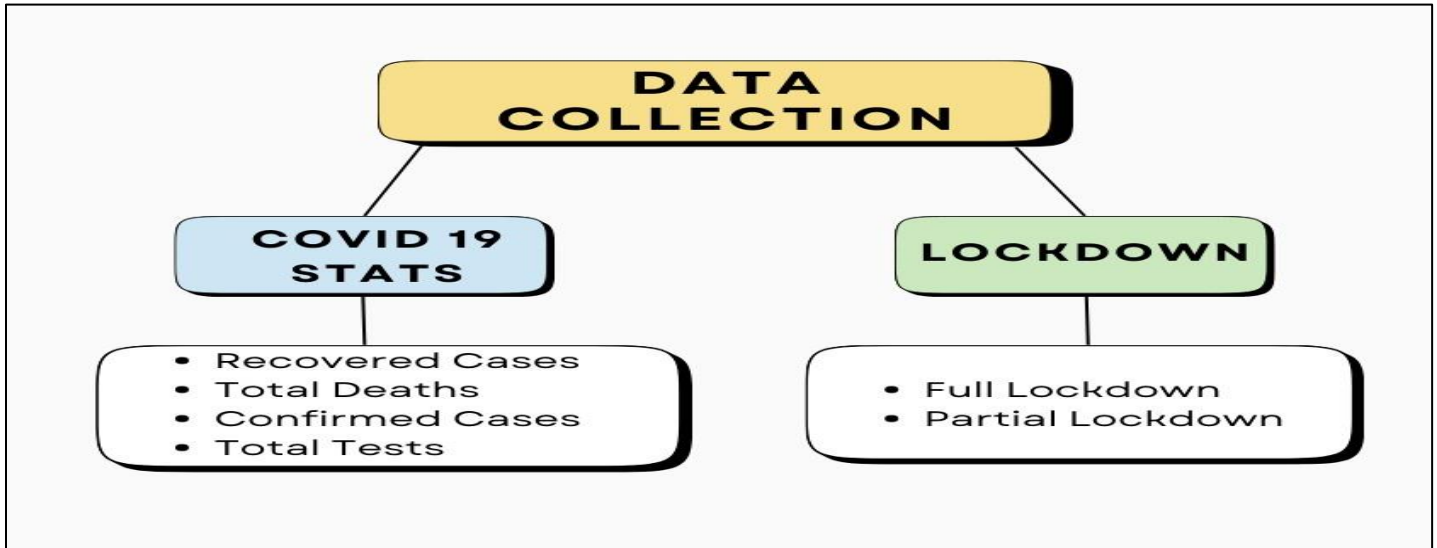 DATA
COLLECTION
COVID 19
STATS
• Recovered Cases
• Total Deaths
• Confirmed Cases
• Total Tests
LOCKDOWN
• Full Lockdown
• Partial Lockdown